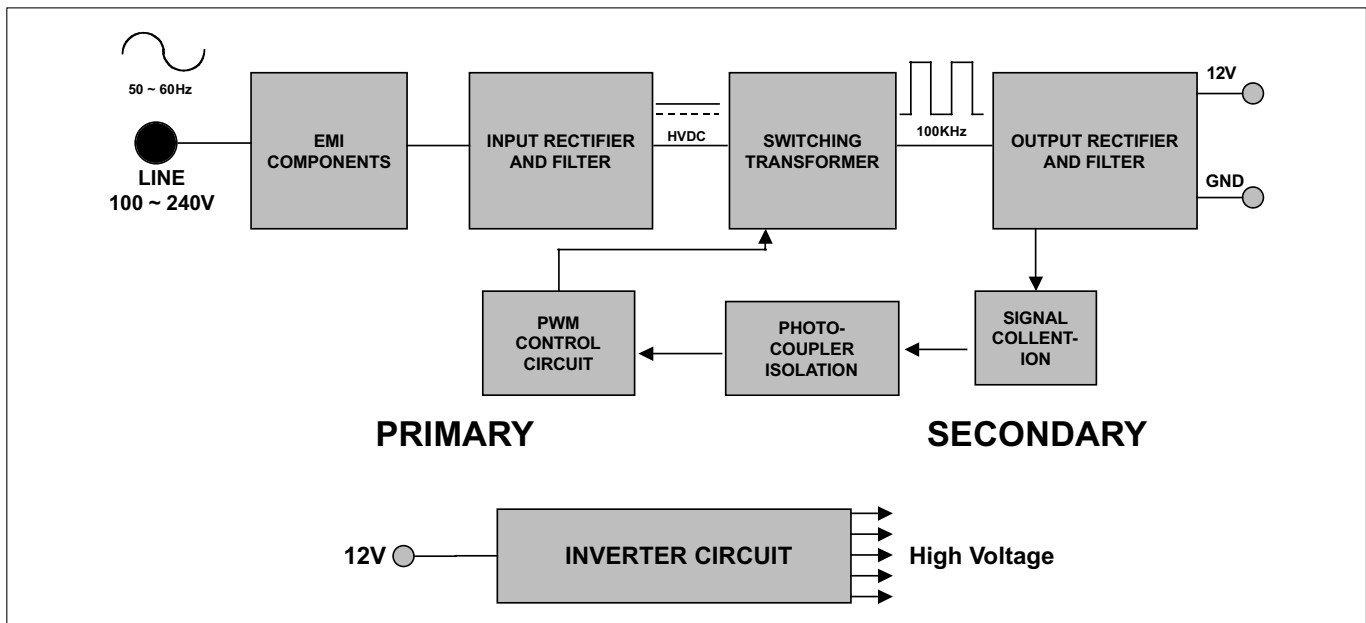 50 ~ 60Hz
LINE
100 ~ 240V
EMI
COMPONENTS
INPUT RECTIFIER
AND FILTER
HVDC
SWITCHING
TRANSFORMER
100KHz
OUTPUT RECTIFIER
AND FILTER
12V
GND
PWM
CONTROL
CIRCUIT
PHOTO-
COUPLER
ISOLATION
SIGNAL
COLLENT-
ION
PRIMARY
SECONDARY
12V
INVERTER CIRCUIT
High Voltage